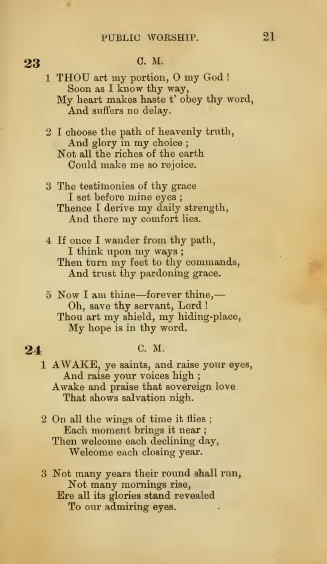 PUBLIC WORSHIP. 21
23 C. M.
1 THOU art my portion, O my God !
Soon as I know thy way,
My heart makes haste t' obey thy word,
And suffers no delay.
2 I choose the path of heavenly truth,
And glory in my choice ;
Not all the riches of the earth
Could make me so rejoice.
3 The testimonies of thy grace
I set before mine eyes ;
Thence I derive my daily strength,
And there my comfort lies.
4 If once I wander from thy path,
I think upon my ways ;
Then turn my feet to thy commands,
And trust thy pardoning grace.
5 Now I am thine—forever thine,—
Oh, save thy servant, Lord !
Thou art my shield, my hiding-place,
My hope is in thy word.
24 C. M.
1 AWAKE, ye saints, and raise your eyes,
And raise your voices high ;
Awake and praise that sovereign love
That shows salvation nigh.
2 On all the wings of time it flies ;
Each moment brings it near ;
Then welcome each declining day,
Welcome each closing year.
3 Not many years their round shall run,
Not many mornings rise,
Ere all its glories stand revealed
To our admiring eyes.